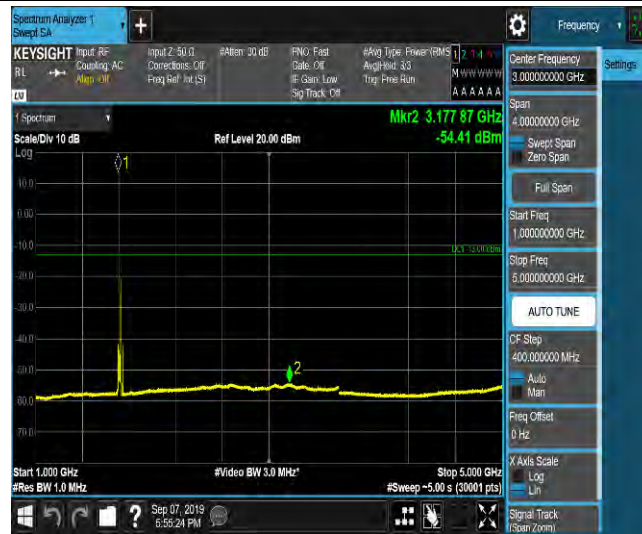 Spectrum Analyzer 1
Swept SA
+
Frequency
KEYSIGHT
RL
Input: RF
Coupling: AC
Align: Off
Input Z: 50 Ω
Corrections: Off
Freq Ref: Int (S)
#Atten: 30 dB
PNO: Fast
Gate: Off
IF Gain: Low
Sig Track: Off
#Avg Type: Power (RMS
Avg|Hold: 3/3
Trig: Free Run
M W W W W W
A A A A A A
1 Spectrum
Scale/Div 10 dB
Log
Ref Level 20.00 dBm
Mkr2 3.177 87 GHz
-54.41 dBm
1
10.0
0.00
-10.0
DL1 -13.00 dBm
-20.0
-30.0
-40.0
-50.0
2
-60.0
-70.0
Start 1.000 GHz
#Video BW 3.0 MHz*
Stop 5.000 GHz
#Res BW 1.0 MHz
#Sweep ~5.00 s (30001 pts)
?
Sep 07, 2019
5:55:24 PM
Center Frequency
3.000000000 GHz
Settings
Span
4.00000000 GHz
Swept Span
Zero Span
Full Span
Start Freq
1.000000000 GHz
Stop Freq
5.000000000 GHz
AUTO TUNE
CF Step
400.000000 MHz
Auto
Man
Freq Offset
0 Hz
X Axis Scale
Log
Lin
Signal Track
(Span Zoom)